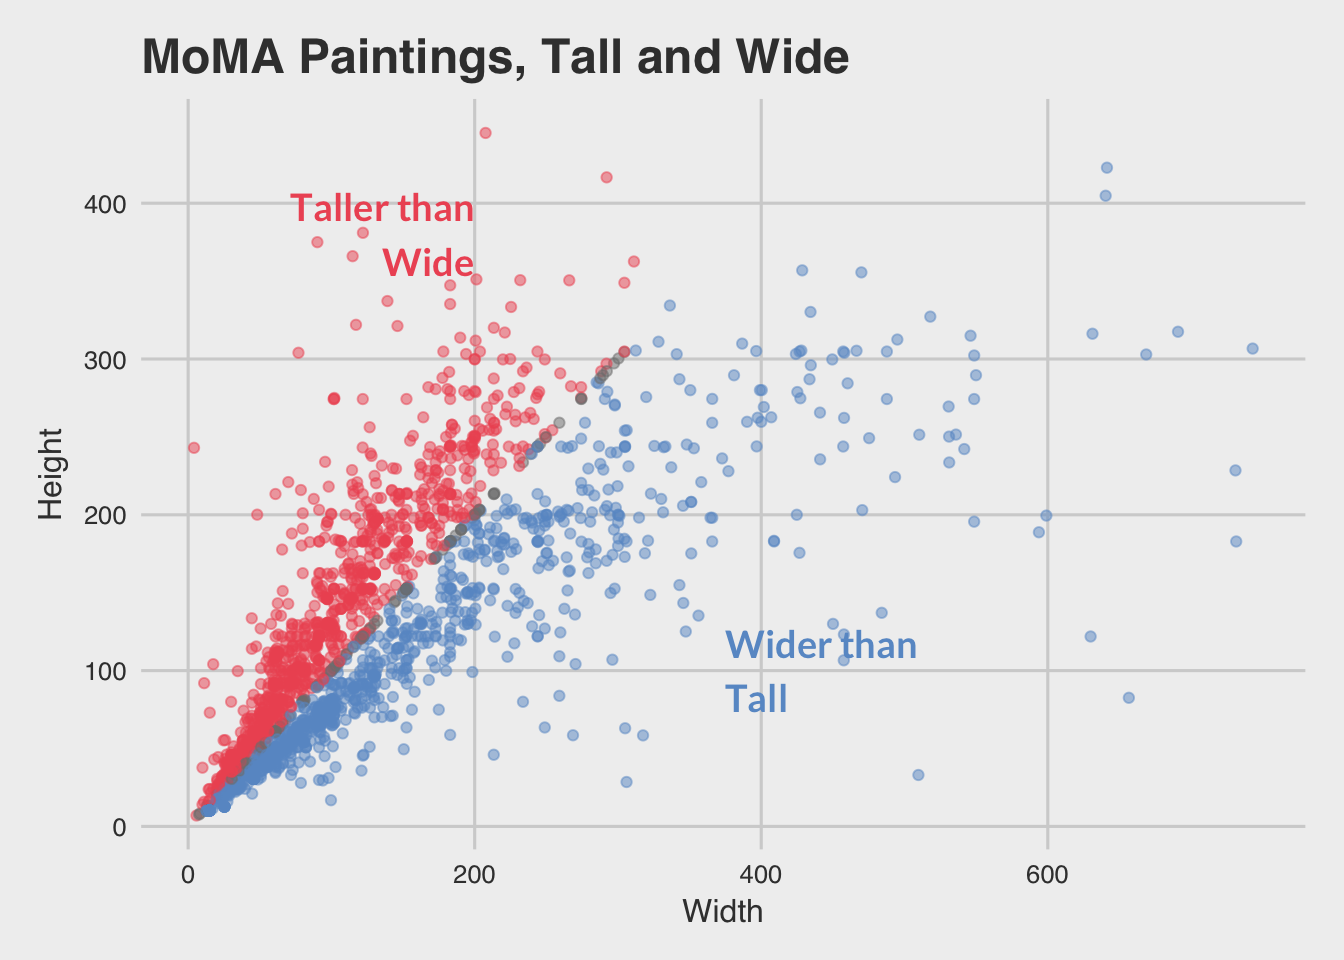 MoMA Paintings, Tall and Wide
400
300
200
100
0
Height
Taller than
Wide
Wider than
Tall
0
200
400
600
Width